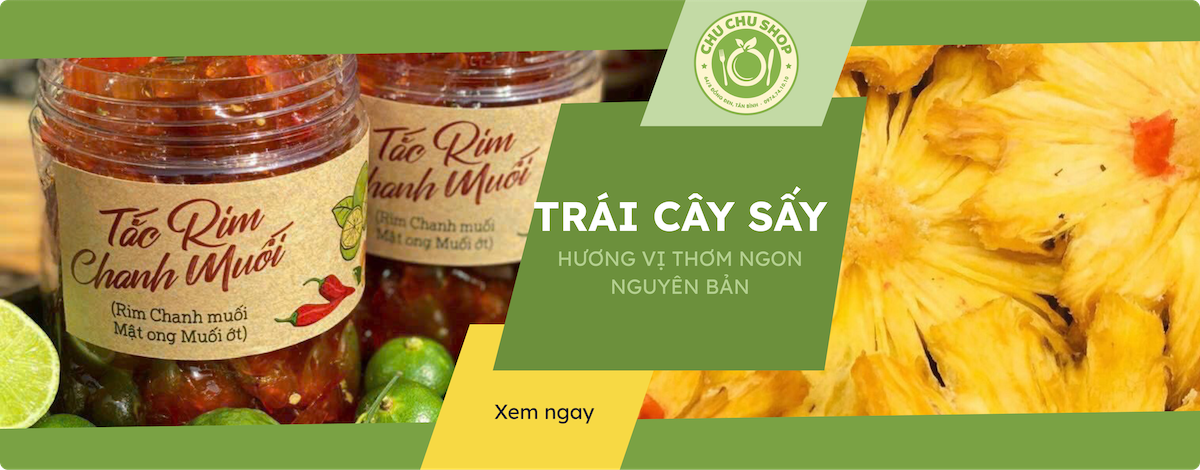 CHU CHU SHOP
Tắc Rim
Chanh Muối
(Rim Chanh muối
Mật ong Muối ớt)
Tắc Rim
Chanh Muối
(Rim Chanh muối
Mật ong Muối ớt)
TRÁI CÂY SẤY
HƯƠNG VỊ THƠM NGON
NGUYÊN BẢN
Xem ngay